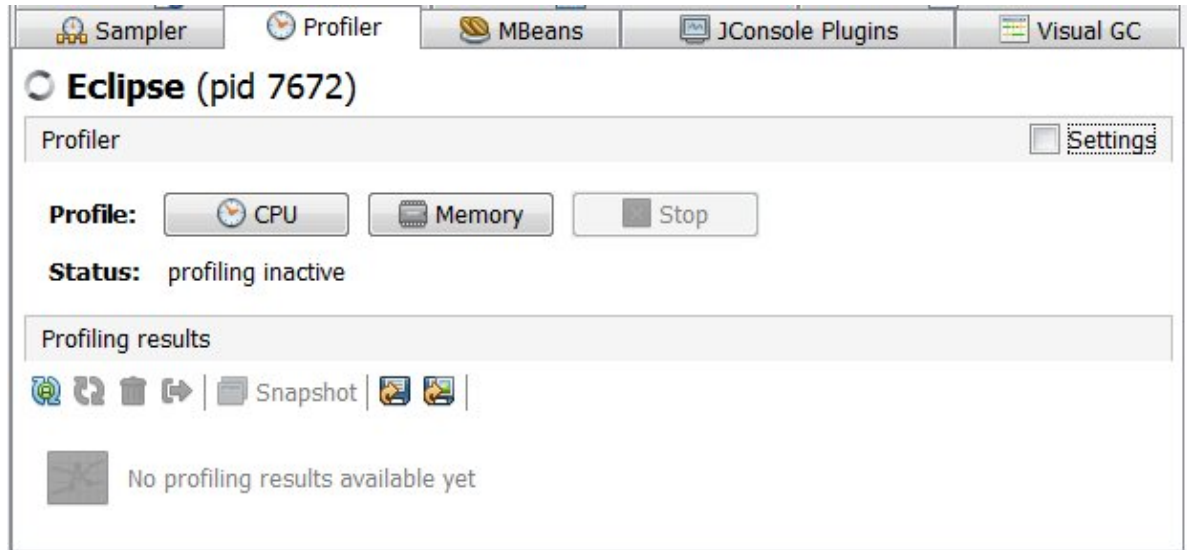 Sampler Profiler MBeans JConsole Plugins Visual GC
Eclipse (pid 7672)
Profiler Settings
Profile: CPU Memory Stop
Status: profiling inactive
Profiling results
Snapshot
No profiling results available yet